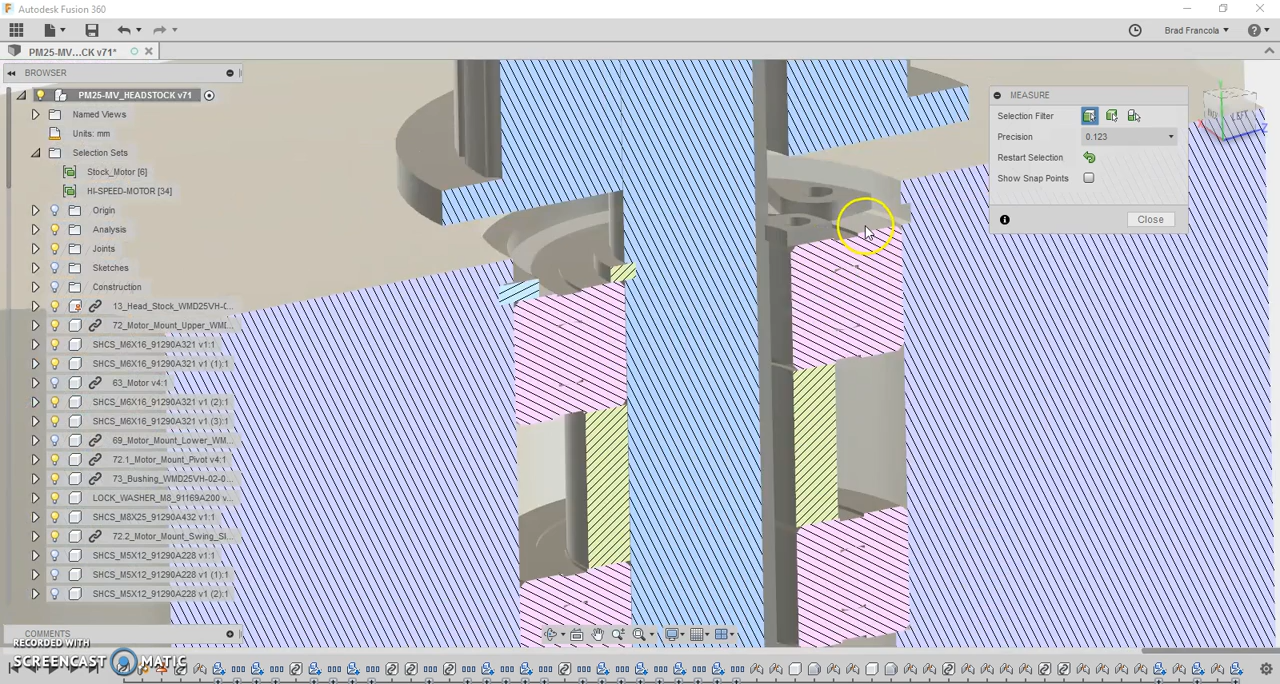 Autodesk Fusion 360
Brad Francola
PM25-MV...CK v71*
BROWSER
PM25-MV_HEADSTOCK v71
Named Views
Units: mm
Selection Sets
Stock_Motor [6]
HI-SPEED-MOTOR [34]
Origin
Analysis
Joints
Sketches
Construction
13_Head_Stock_WMD25VH-0...
72_Motor_Mount_Upper_WMD...
SHCS_M6X16_91290A321 v1:1
SHCS_M6X16_91290A321 v1 (1):1
63_Motor v4:1
SHCS_M6X16_91290A321 v1 (2):1
SHCS_M6X16_91290A321 v1 (3):1
69_Motor_Mount_Lower_WM...
72.1_Motor_Mount_Pivot v4:1
73_Bushing_WMD25VH-02-0...
LOCK_WASHER_M8_91169A200 v...
SHCS_M8X25_91290A432 v1:1
72.2_Motor_Mount_Swing_Sl...
SHCS_M5X12_91290A228 v1:1
SHCS_M5X12_91290A228 v1 (1):1
SHCS_M5X12_91290A228 v1 (2):1
COMMENTS
MEASURE
Selection Filter
Precision
0.123
Restart Selection
Show Snap Points
Close
LEFT
RECORDED WITH
SCREENCAST MATIC